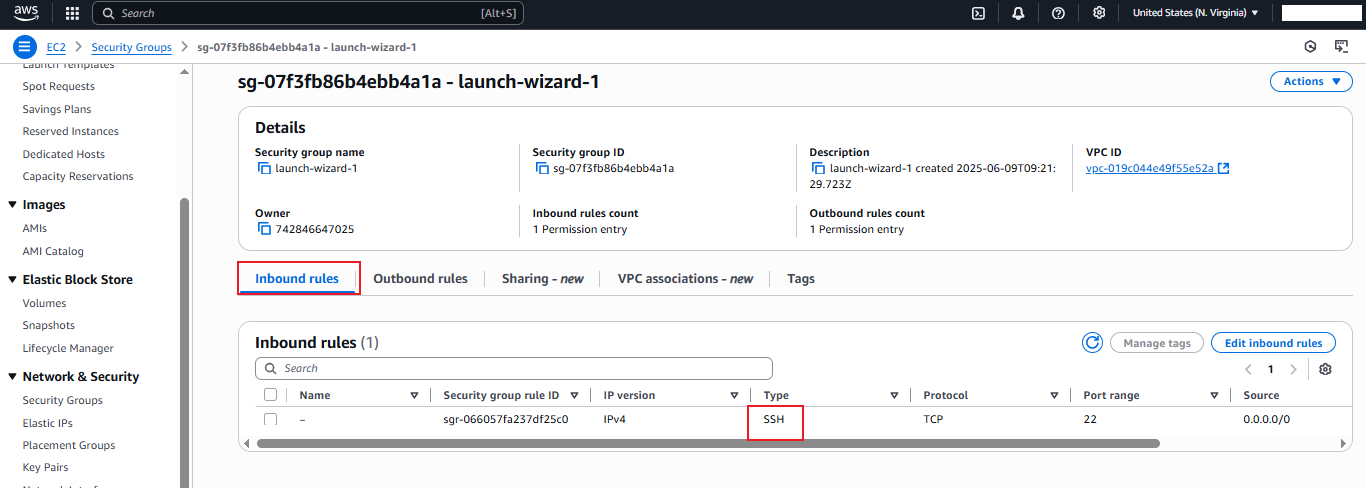 aws
Search [Alt+S]
United States (N. Virginia)
EC2 > Security Groups > sg-07f3fb86b4ebb4a1a - launch-wizard-1
Launch Templates
Spot Requests
Savings Plans
Reserved Instances
Dedicated Hosts
Capacity Reservations
Images
AMIs
AMI Catalog
Elastic Block Store
Volumes
Snapshots
Lifecycle Manager
Network & Security
Security Groups
Elastic IPs
Placement Groups
Key Pairs
sg-07f3fb86b4ebb4a1a - launch-wizard-1
Actions
Details
Security group name
launch-wizard-1
Security group ID
sg-07f3fb86b4ebb4a1a
Description
launch-wizard-1 created 2025-06-09T09:21:
29.723Z
VPC ID
vpc-019c044e49f55e52a
Owner
742846647025
Inbound rules count
1 Permission entry
Outbound rules count
1 Permission entry
Inbound rules Outbound rules Sharing - new VPC associations - new Tags
Inbound rules (1)
Manage tags Edit inbound rules
Search
1
Name Security group rule ID IP version Type Protocol Port range Source
– sgr-066057fa237df25c0 IPv4 SSH TCP 22 0.0.0.0/0